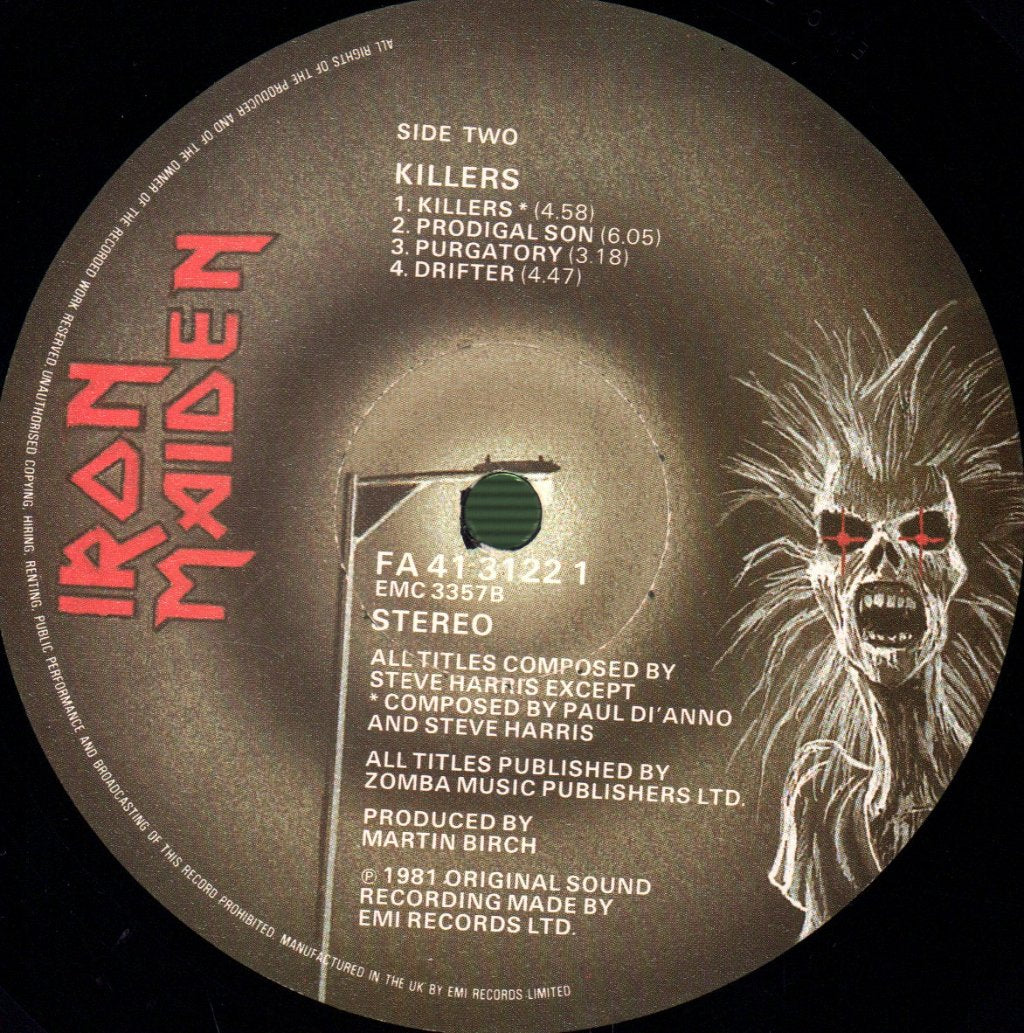 SIDE TWO
KILLERS
1. KILLERS * (4.58)
2. PRODIGAL SON (6.05)
3. PURGATORY (3.18)
4. DRIFTER (4.47)
IRON
MAIDEN
FA 41 3122 1
EMC 3357B
STEREO
ALL TITLES COMPOSED BY
STEVE HARRIS EXCEPT
* COMPOSED BY PAUL DI'ANNO
AND STEVE HARRIS
ALL TITLES PUBLISHED BY
ZOMBA MUSIC PUBLISHERS LTD.
PRODUCED BY
MARTIN BIRCH
℗ 1981 ORIGINAL SOUND
RECORDING MADE BY
EMI RECORDS LTD.
ALL RIGHTS OF THE PRODUCER AND OF THE OWNER OF THE RECORDED WORK RESERVED. UNAUTHORISED COPYING, HIRING, RENTING, PUBLIC PERFORMANCE AND BROADCASTING OF THIS RECORD PROHIBITED. MANUFACTURED IN THE UK BY EMI RECORDS LIMITED